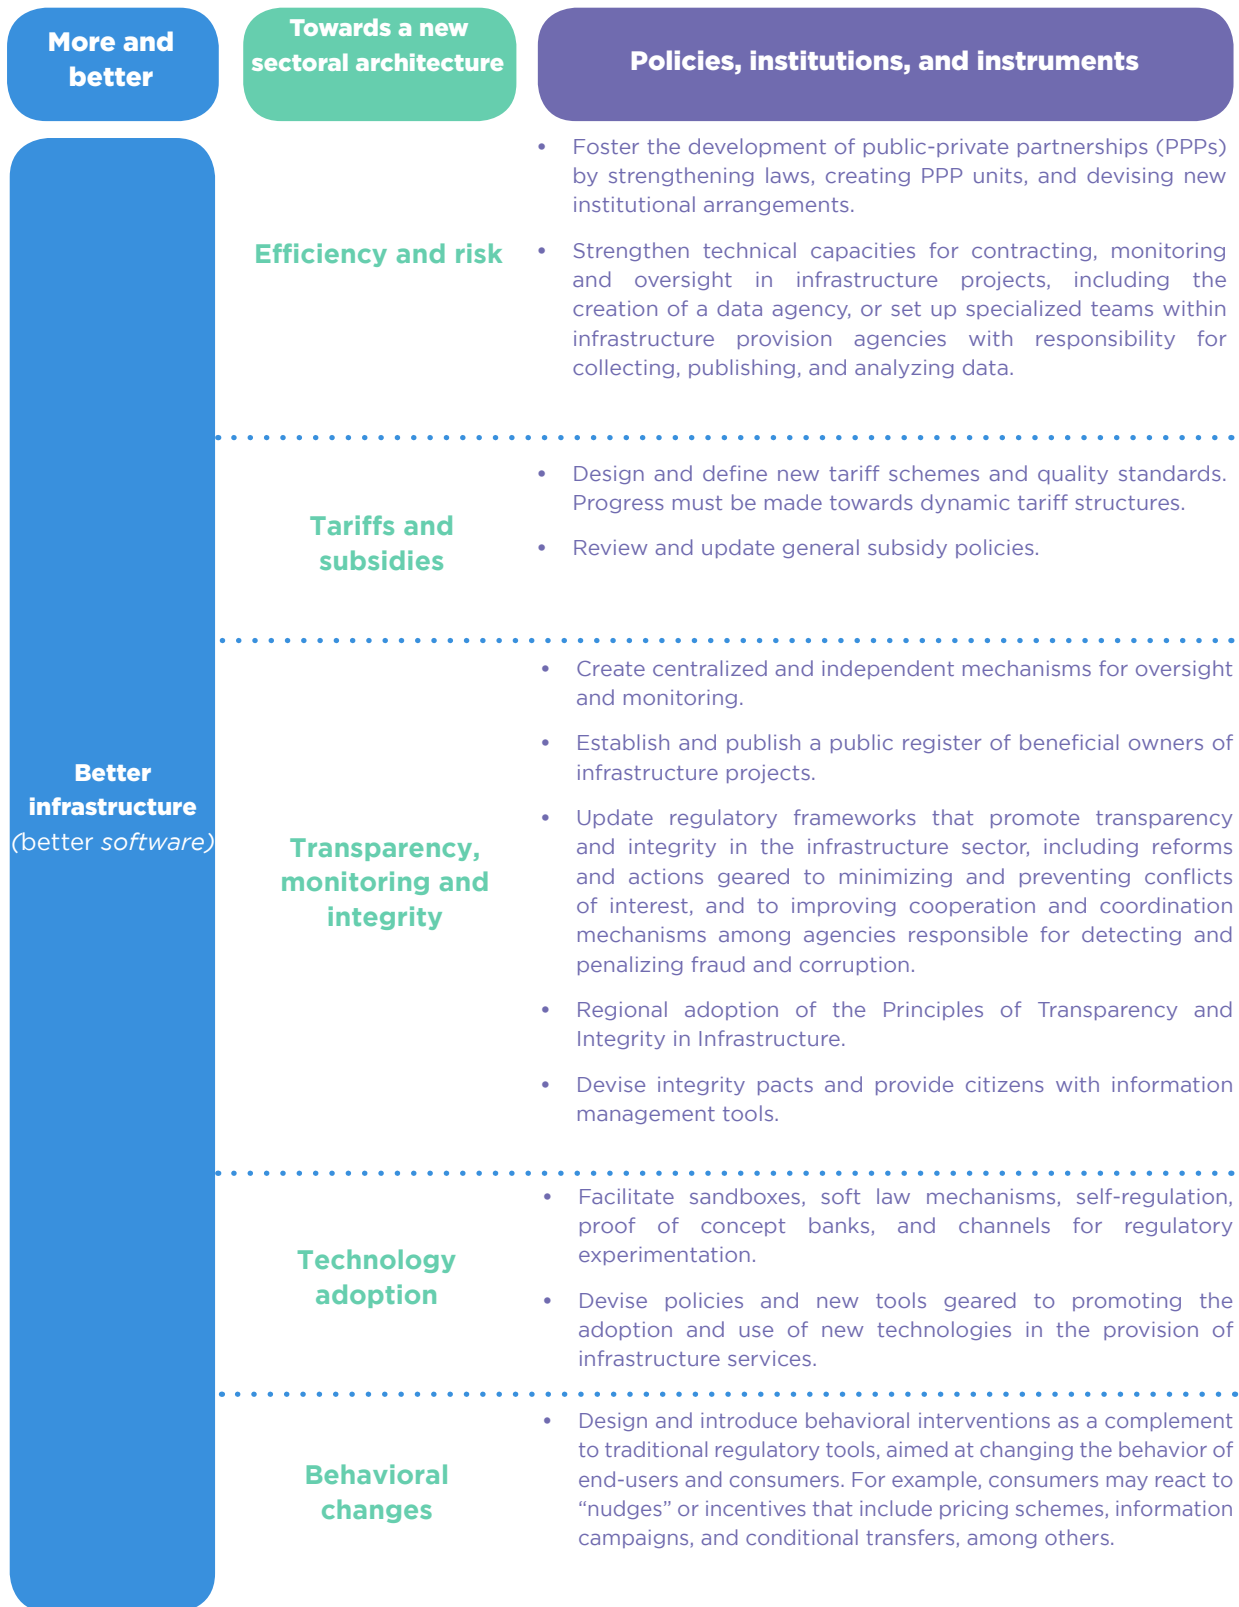 More and
better
Towards a new
sectoral architecture
Policies, institutions, and instruments
Better
infrastructure
(better software)
Efficiency and risk
• Foster the development of public-private partnerships (PPPs)
by strengthening laws, creating PPP units, and devising new
institutional arrangements.
• Strengthen technical capacities for contracting, monitoring
and oversight in infrastructure projects, including the
creation of a data agency, or set up specialized teams within
infrastructure provision agencies with responsibility for
collecting, publishing, and analyzing data.
Tariffs and
subsidies
• Design and define new tariff schemes and quality standards.
Progress must be made towards dynamic tariff structures.
• Review and update general subsidy policies.
Transparency,
monitoring and
integrity
• Create centralized and independent mechanisms for oversight
and monitoring.
• Establish and publish a public register of beneficial owners of
infrastructure projects.
• Update regulatory frameworks that promote transparency
and integrity in the infrastructure sector, including reforms
and actions geared to minimizing and preventing conflicts
of interest, and to improving cooperation and coordination
mechanisms among agencies responsible for detecting and
penalizing fraud and corruption.
• Regional adoption of the Principles of Transparency and
Integrity in Infrastructure.
• Devise integrity pacts and provide citizens with information
management tools.
Technology
adoption
• Facilitate sandboxes, soft law mechanisms, self-regulation,
proof of concept banks, and channels for regulatory
experimentation.
• Devise policies and new tools geared to promoting the
adoption and use of new technologies in the provision of
infrastructure services.
Behavioral
changes
• Design and introduce behavioral interventions as a complement
to traditional regulatory tools, aimed at changing the behavior of
end-users and consumers. For example, consumers may react to
“nudges” or incentives that include pricing schemes, information
campaigns, and conditional transfers, among others.